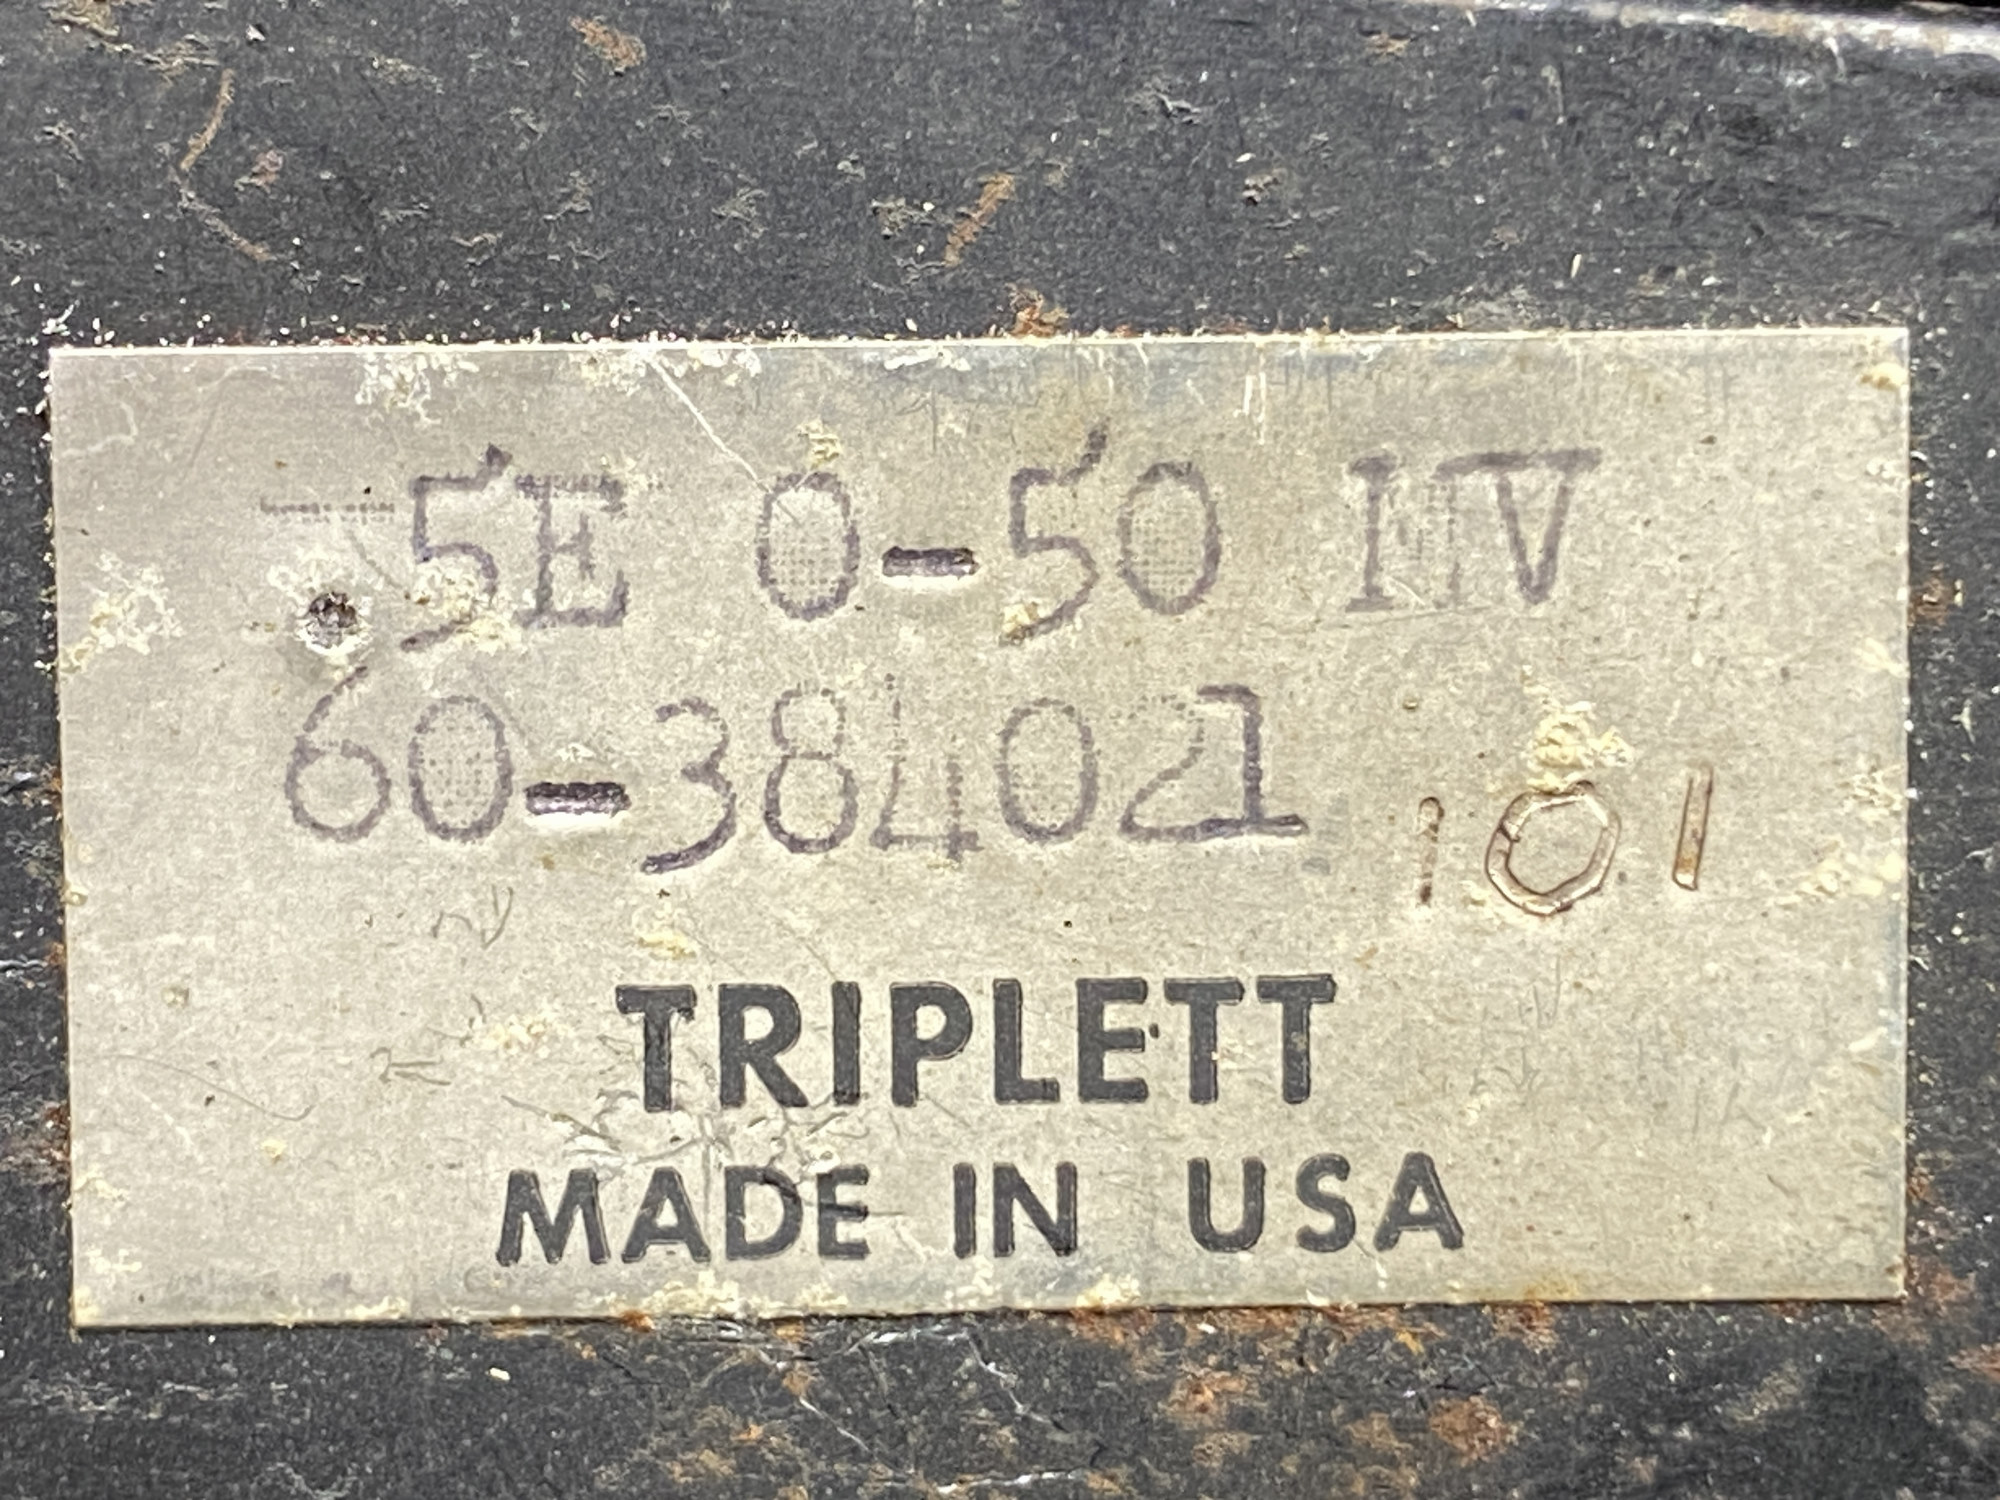 5E 0-50 MV
60-384021
101
TRIPLETT
MADE IN USA